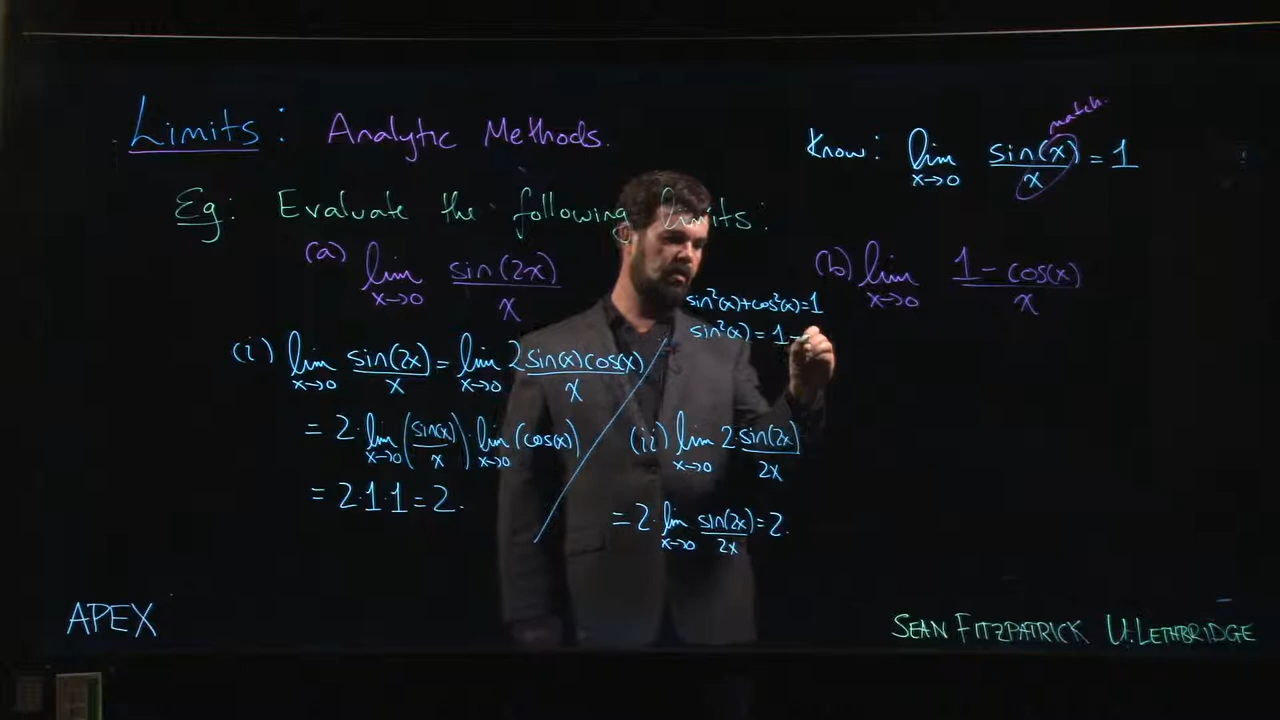 Limits: Analytic Methods.
Know: lim x→0 sin(x)/x = 1
match.
Eg: Evaluate the following limits:
(a) lim x→0 sin(2x)/x
(b) lim x→0 1-cos(x)/x
sin²(x)+cos²(x)=1
sin²(x) = 1-
(i) lim x→0 sin(2x)/x = lim x→0 2sin(x)cos(x)/x
= 2·lim x→0 (sin(x)/x)·lim x→0 (cos(x))
= 2·1·1=2.
(ii) lim x→0 2·sin(2x)/2x
= 2·lim x→0 sin(2x)/2x = 2.
APEX
SEAN FITZPATRICK U. LETHBRIDGE